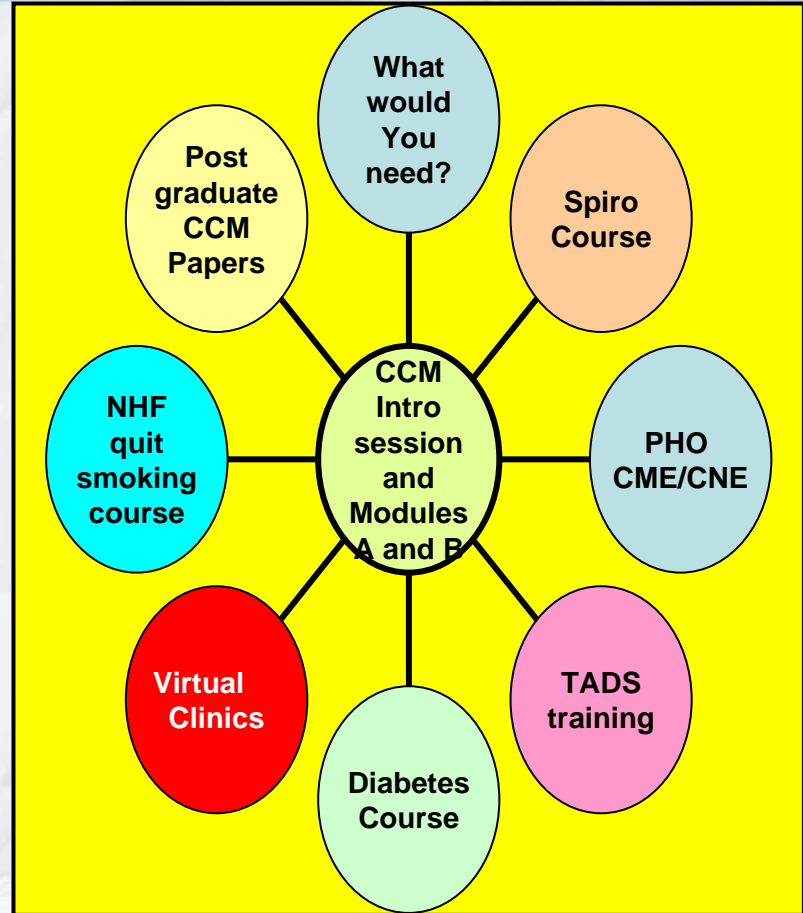 What
would
You
need?
Post
graduate
CCM
Papers
Spiro
Course
CCM
Intro
session
and
Modules
A and B
NHF
quit
smoking
course
PHO
CME/CNE
Virtual
Clinics
TADS
training
Diabetes
Course